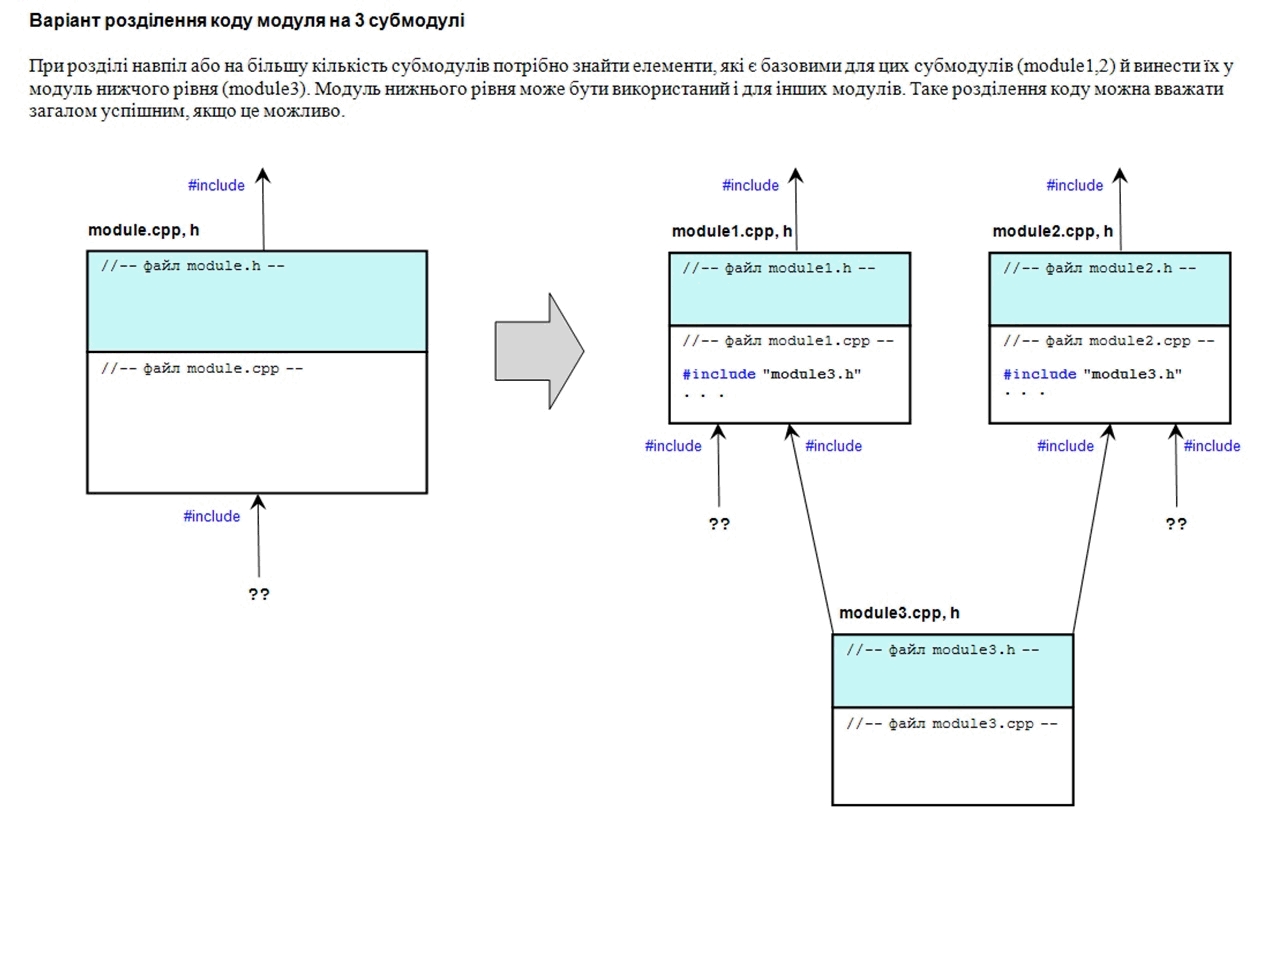 Варіант розділення коду модуля на 3 субмодулі
При розділі навпіл або на більшу кількість субмодулів потрібно знайти елементи, які є базовими для цих субмодулів (module1,2) й винести їх у
модуль нижчого рівня (module3). Модуль нижнього рівня може бути використаний і для інших модулів. Таке розділення коду можна вважати
загалом успішним, якщо це можливо.
#include
module.cpp, h
//-- файл module.h --
//-- файл module.cpp --
#include
??
#include
module1.cpp, h
//-- файл module1.h --
//-- файл module1.cpp --
#include "module3.h"
. . .
#include
#include
??
#include
module2.cpp, h
//-- файл module2.h --
//-- файл module2.cpp --
#include "module3.h"
. . .
#include
#include
??
module3.cpp, h
//-- файл module3.h --
//-- файл module3.cpp --